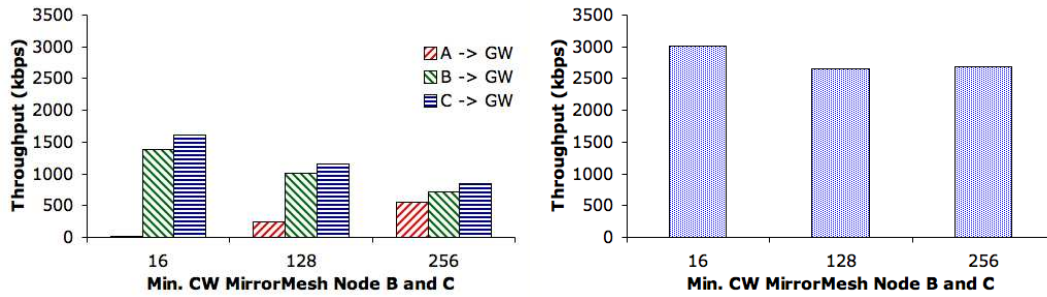 3500
3000
2500
2000
1500
1000
500
0
Throughput (kbps)
A -> GW
B -> GW
C -> GW
16 128 256
Min. CW MirrorMesh Node B and C
3500
3000
2500
2000
1500
1000
500
0
Throughput (kbps)
16 128 256
Min. CW MirrorMesh Node B and C